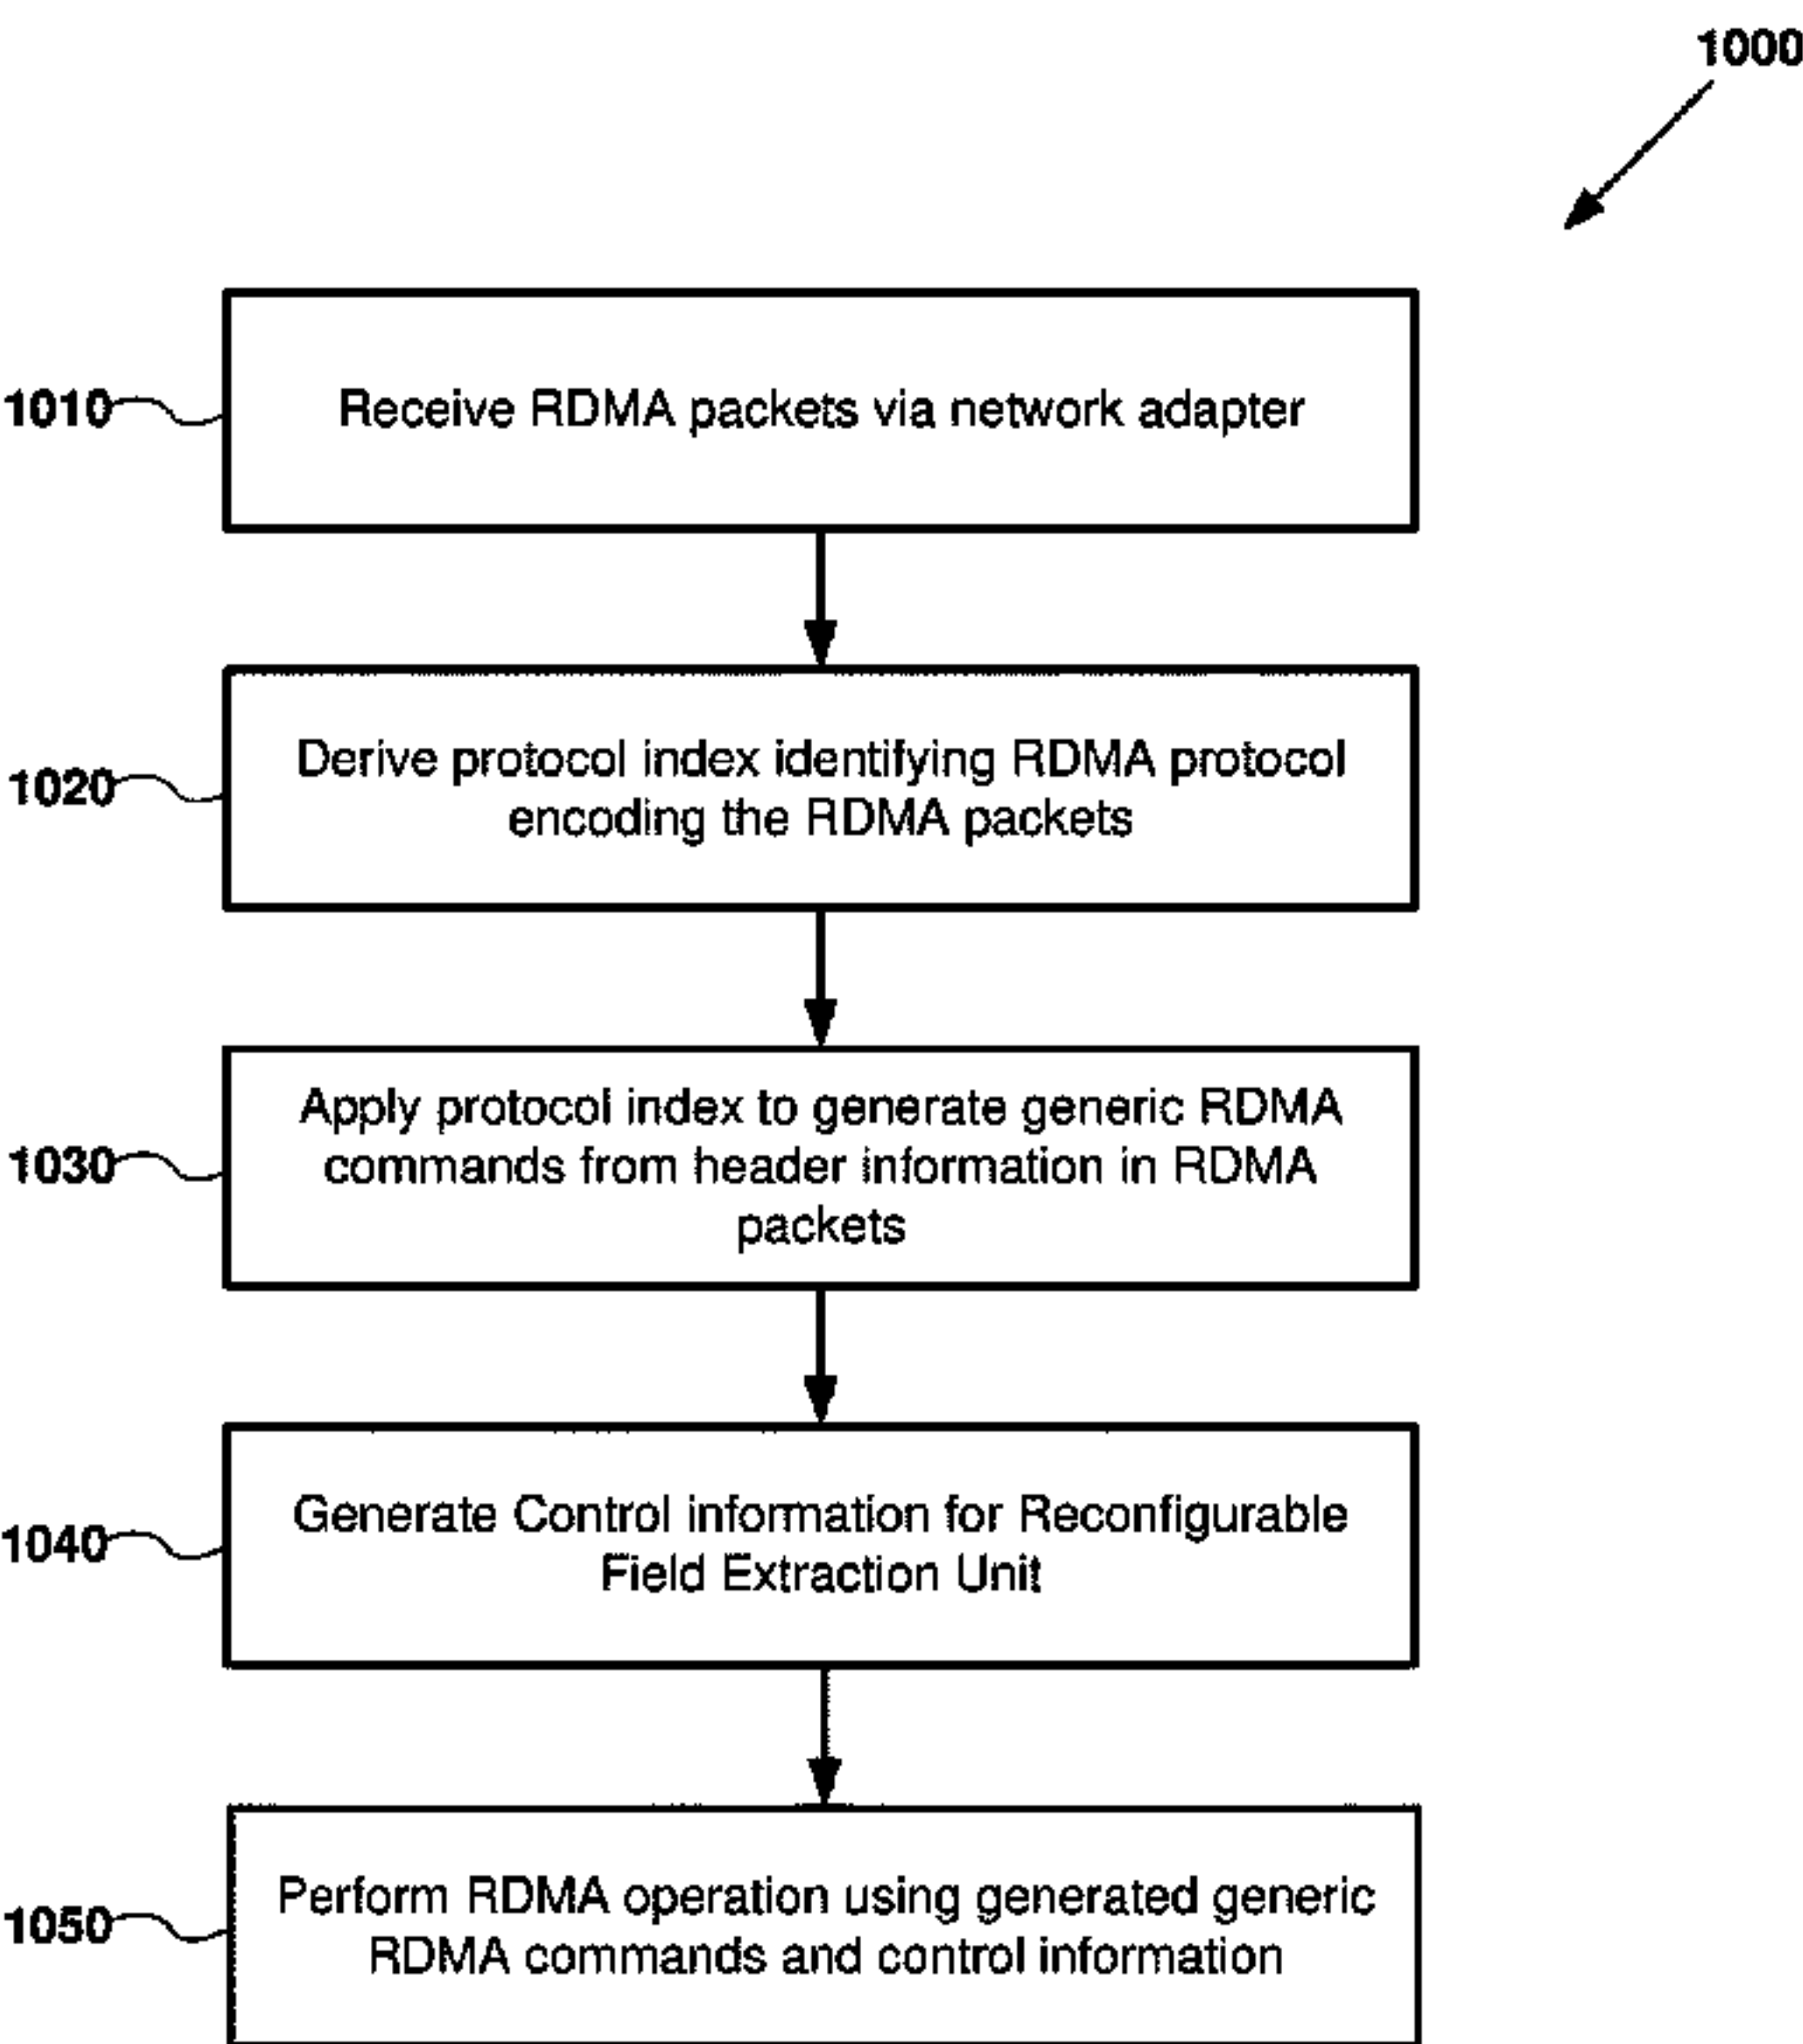 1000
1010
Receive RDMA packets via network adapter
1020
Derive protocol index identifying RDMA protocol
encoding the RDMA packets
1030
Apply protocol index to generate generic RDMA
commands from header information in RDMA
packets
1040
Generate Control information for Reconfigurable
Field Extraction Unit
1050
Perform RDMA operation using generated generic
RDMA commands and control information